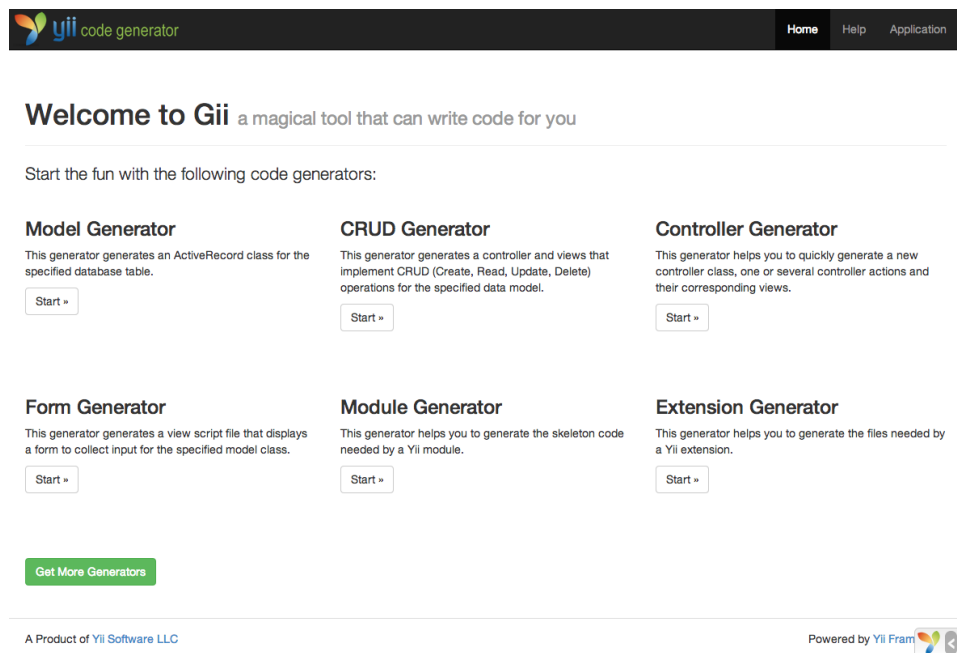 yii code generator
Home Help Application
Welcome to Gii a magical tool that can write code for you
Start the fun with the following code generators:
Model Generator
This generator generates an ActiveRecord class for the
specified database table.
Start »
CRUD Generator
This generator generates a controller and views that
implement CRUD (Create, Read, Update, Delete)
operations for the specified data model.
Start »
Controller Generator
This generator helps you to quickly generate a new
controller class, one or several controller actions and
their corresponding views.
Start »
Form Generator
This generator generates a view script file that displays
a form to collect input for the specified model class.
Start »
Module Generator
This generator helps you to generate the skeleton code
needed by a Yii module.
Start »
Extension Generator
This generator helps you to generate the files needed by
a Yii extension.
Start »
Get More Generators
A Product of Yii Software LLC
Powered by Yii Fram